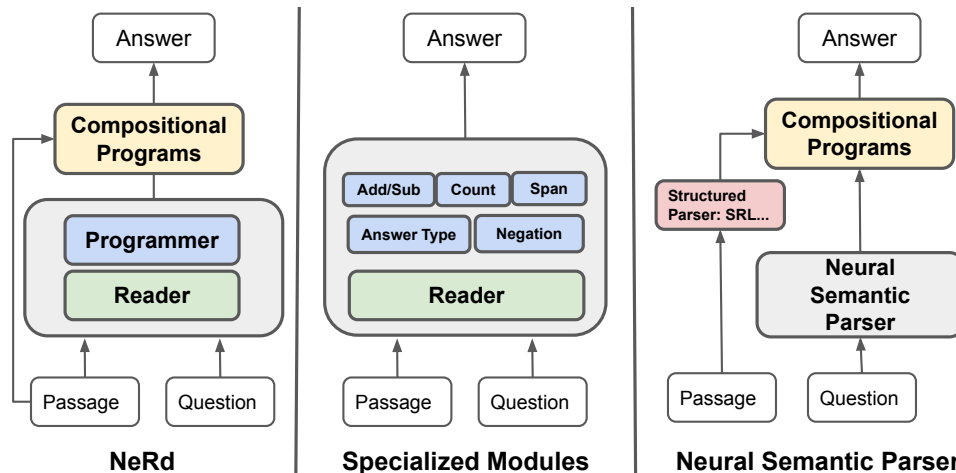 Answer
Compositional
Programs
Programmer
Reader
Passage
Question
NeRd
Answer
Add/Sub
Count
Span
Answer Type
Negation
Reader
Passage
Question
Specialized Modules
Answer
Compositional
Programs
Structured
Parser: SRL...
Neural
Semantic
Parser
Passage
Question
Neural Semantic Parser